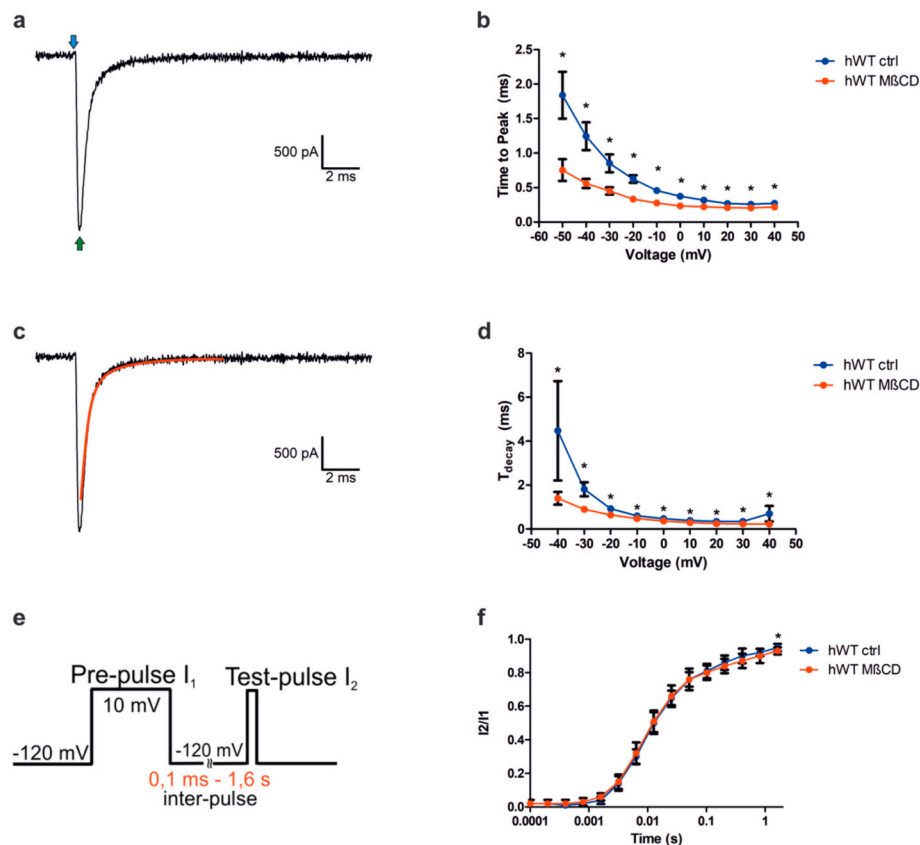 a
500 pA
2 ms
b
Time to Peak (ms)
2.5
2.0
1.5
1.0
0.5
0.0
-60 -50 -40 -30 -20 -10 0 10 20 30 40 50
Voltage (mV)
* * * * * * * * * *
hWT ctrl
hWT MßCD
c
500 pA
2 ms
d
T decay (ms)
8
6
4
2
0
-50 -40 -30 -20 -10 0 10 20 30 40 50
Voltage (mV)
* * * * * * * * *
hWT ctrl
hWT MßCD
e
Pre-pulse I1
Test-pulse I2
10 mV
-120 mV
-120 mV
0,1 ms - 1,6 s
inter-pulse
f
I2/I1
1.0
0.8
0.6
0.4
0.2
0.0
0.0001 0.001 0.01 0.1 1
Time (s)
*
hWT ctrl
hWT MßCD